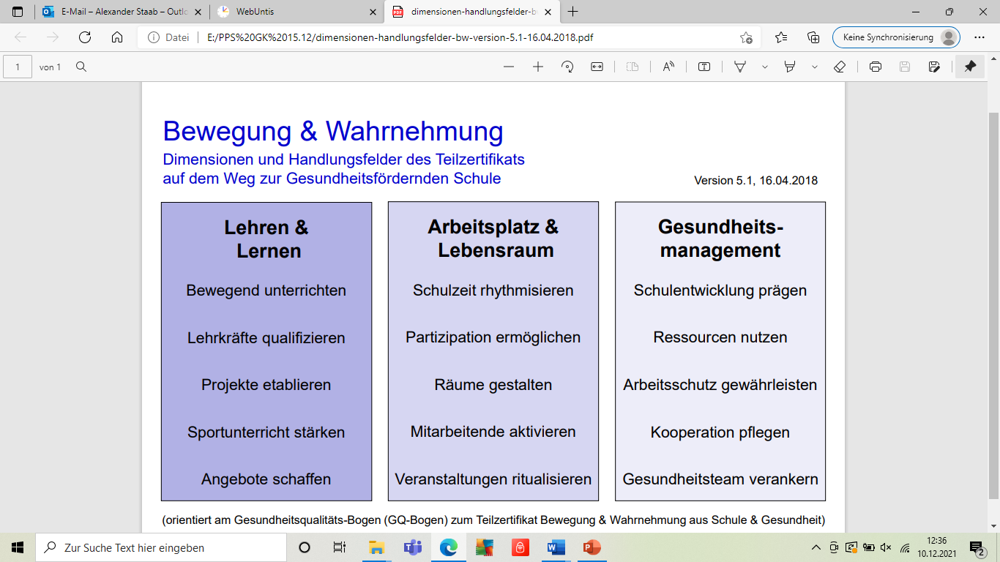 E-Mail – Alexander Staab – Outlo
WebUntis
dimensionen-handlungsfelder-b
Datei
E:/PPS%20GK%2015.12/dimensionen-handlungsfelder-bw-version-5.1-16.04.2018.pdf
Keine Synchronisierung
1 von 1
Bewegung & Wahrnehmung
Dimensionen und Handlungsfelder des Teilzertifikats
auf dem Weg zur Gesundheitsfördernden Schule
Version 5.1, 16.04.2018
Lehren &
Lernen
Bewegend unterrichten
Lehrkräfte qualifizieren
Projekte etablieren
Sportunterricht stärken
Angebote schaffen
Arbeitsplatz &
Lebensraum
Schulzeit rhythmisieren
Partizipation ermöglichen
Räume gestalten
Mitarbeitende aktivieren
Veranstaltungen ritualisieren
Gesundheits-
management
Schulentwicklung prägen
Ressourcen nutzen
Arbeitsschutz gewährleisten
Kooperation pflegen
Gesundheitsteam verankern
(orientiert am Gesundheitsqualitäts-Bogen (GQ-Bogen) zum Teilzertifikat Bewegung & Wahrnehmung aus Schule & Gesundheit)
Zur Suche Text hier eingeben
12:36
10.12.2021
2